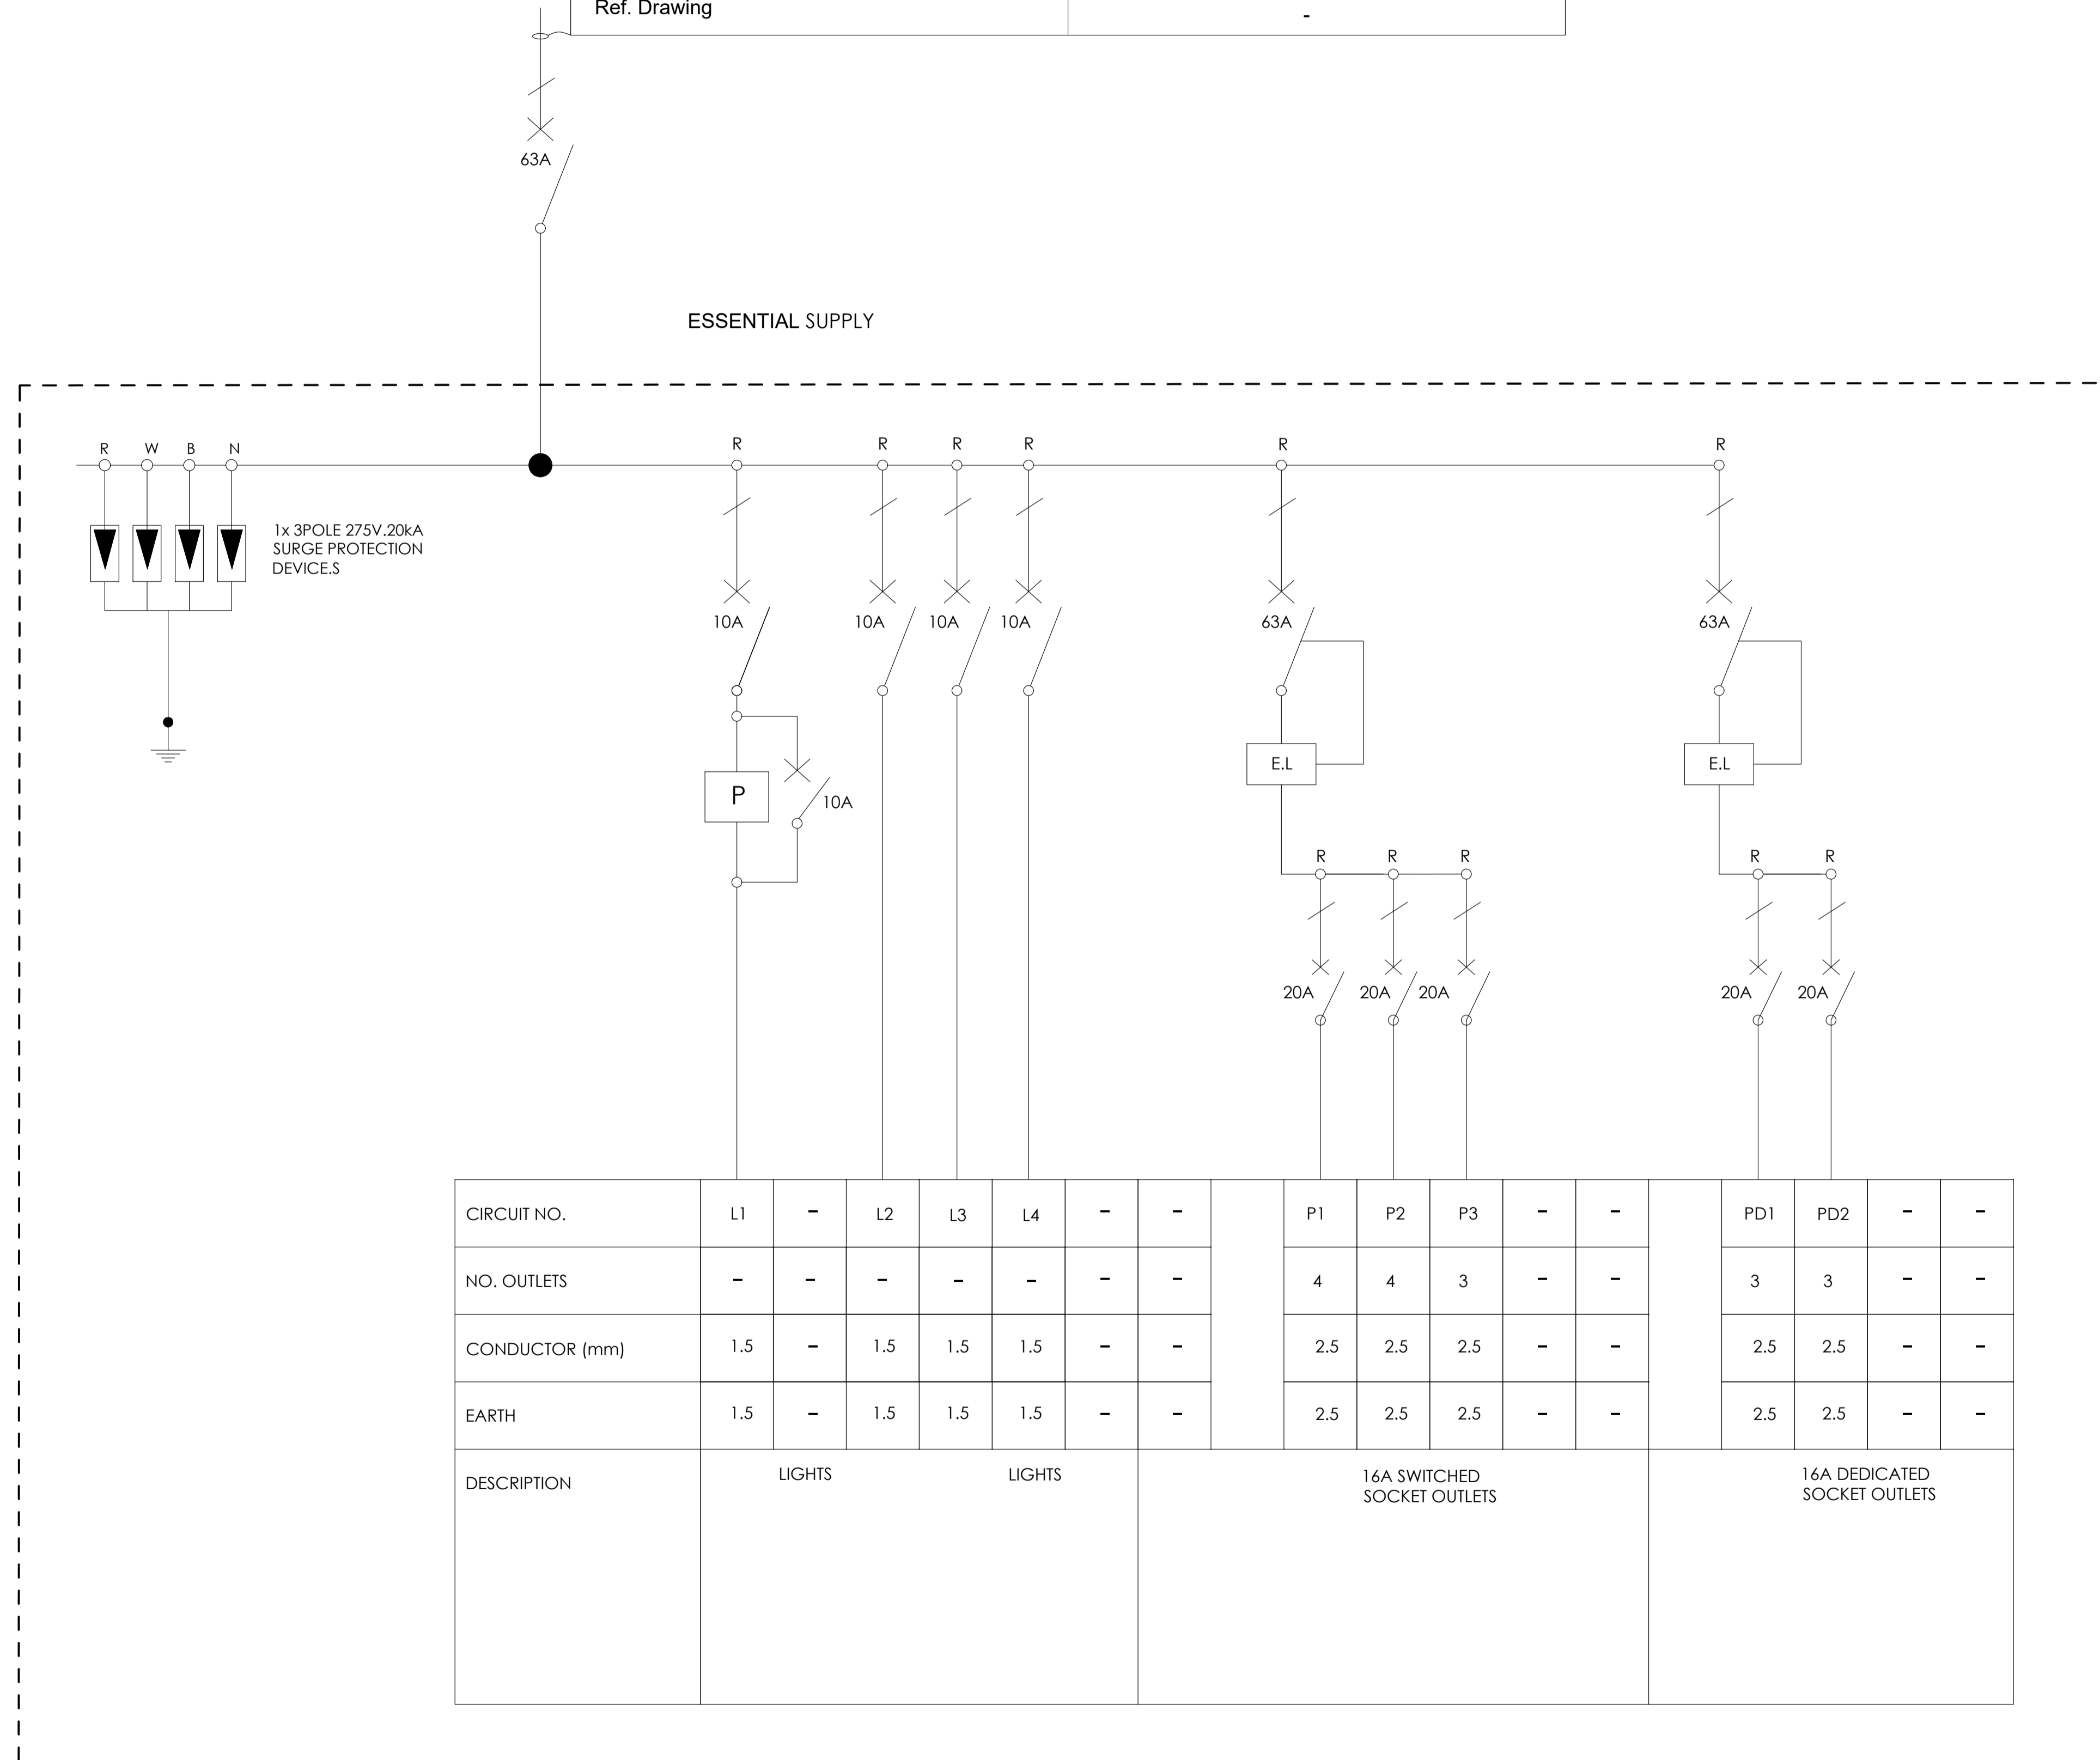 Ref. Drawing -
63A
ESSENTIAL SUPPLY
R W B N R R R R R R
1x 3POLE 275V.20kA
SURGE PROTECTION
DEVICE.S
10A 10A 10A 10A 63A 63A
E.L E.L
P 10A
R R R R R
20A 20A 20A 20A 20A
CIRCUIT NO. L1 - L2 L3 L4 - - P1 P2 P3 - - PD1 PD2 - -
NO. OUTLETS - - - - - - - 4 4 3 - - 3 3 - -
CONDUCTOR (mm) 1.5 - 1.5 1.5 1.5 - - 2.5 2.5 2.5 - - 2.5 2.5 - -
EARTH 1.5 - 1.5 1.5 1.5 - - 2.5 2.5 2.5 - - 2.5 2.5 - -
DESCRIPTION LIGHTS LIGHTS
16A SWITCHED
SOCKET OUTLETS
16A DEDICATED
SOCKET OUTLETS